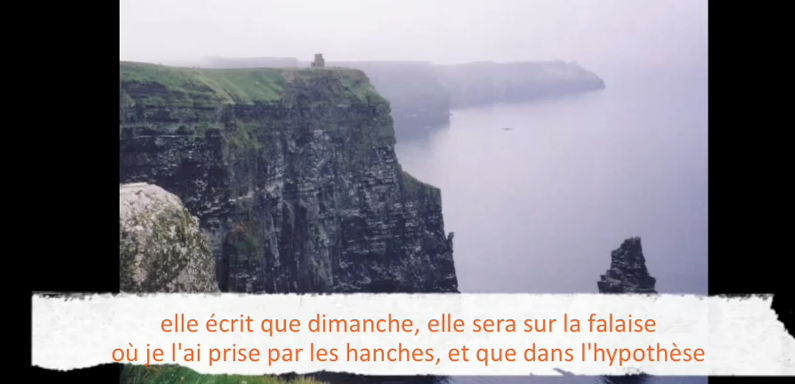 elle écrit que dimanche, elle sera sur la falaise
où je l'ai prise par les hanches, et que dans l'hypothèse